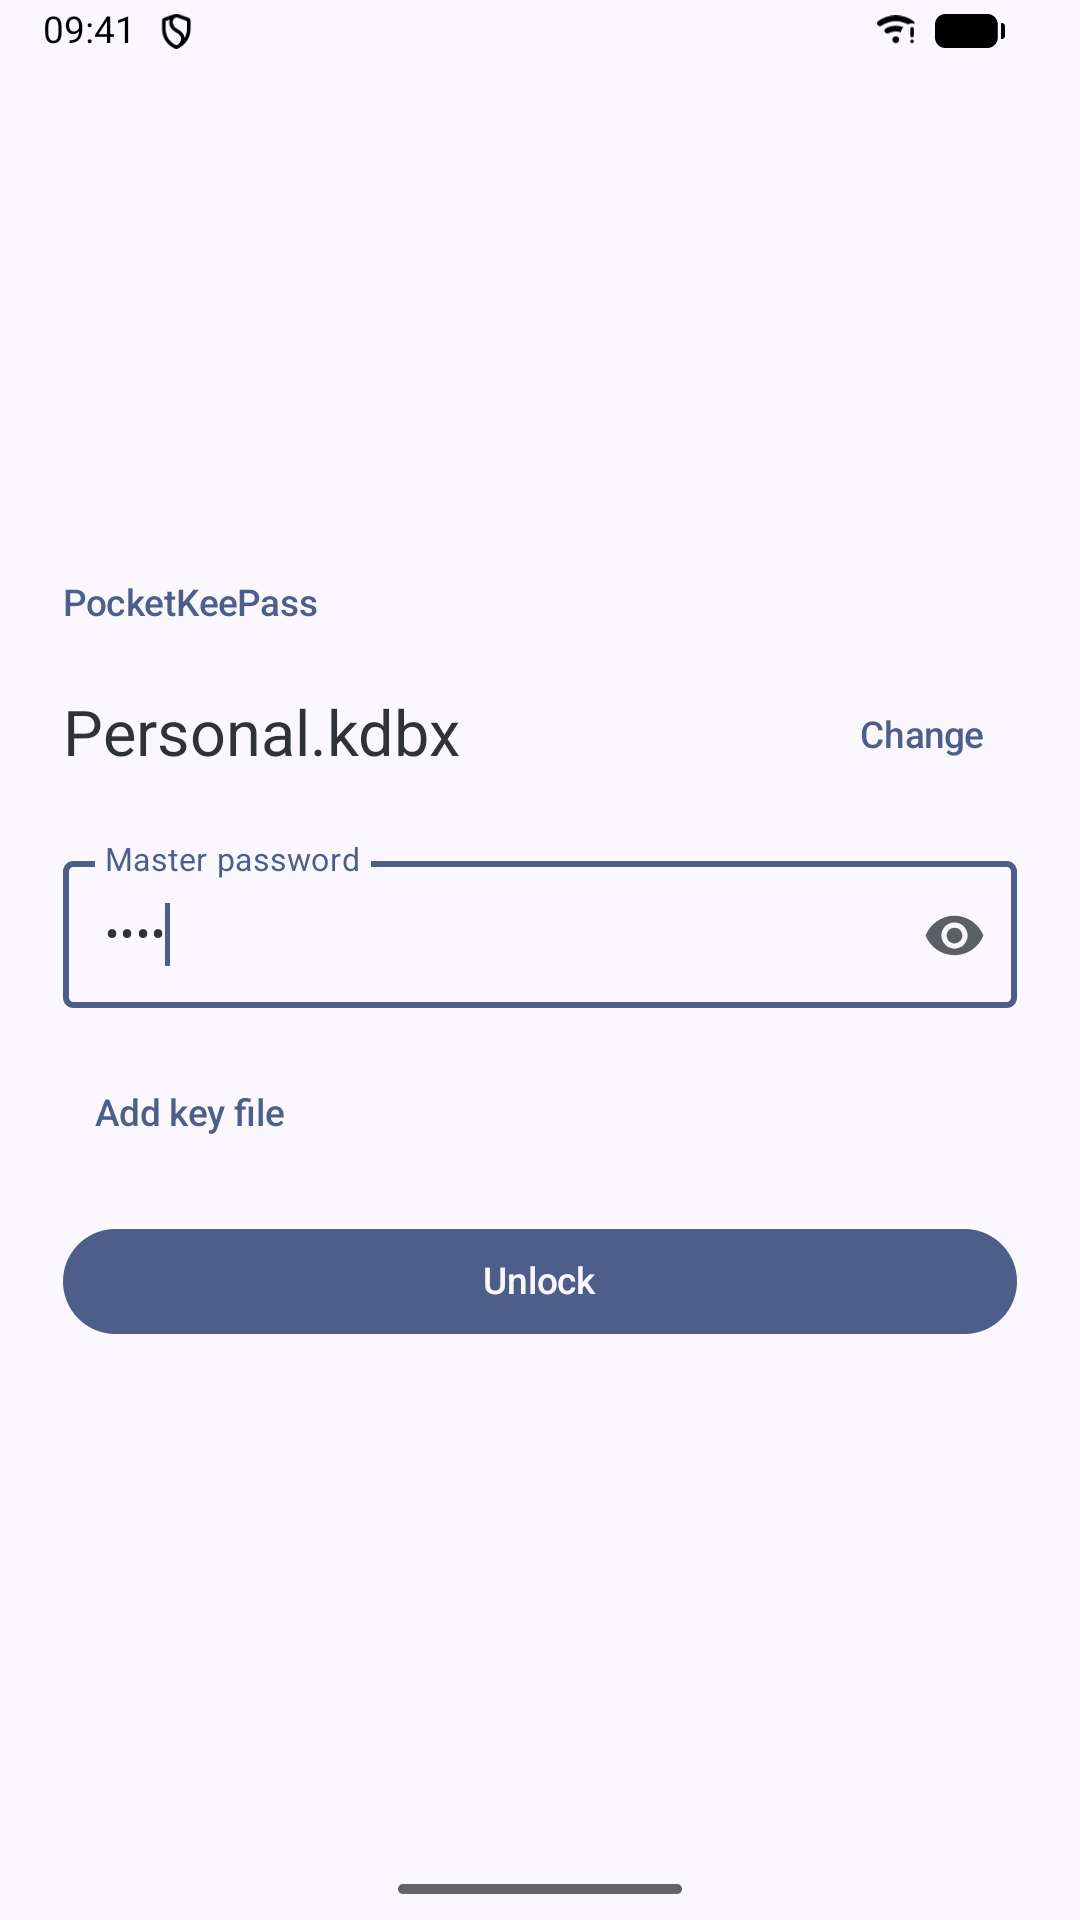 09:41
PocketKeePass
Personal.kdbx
Change
Master password
••••
Add key file
Unlock